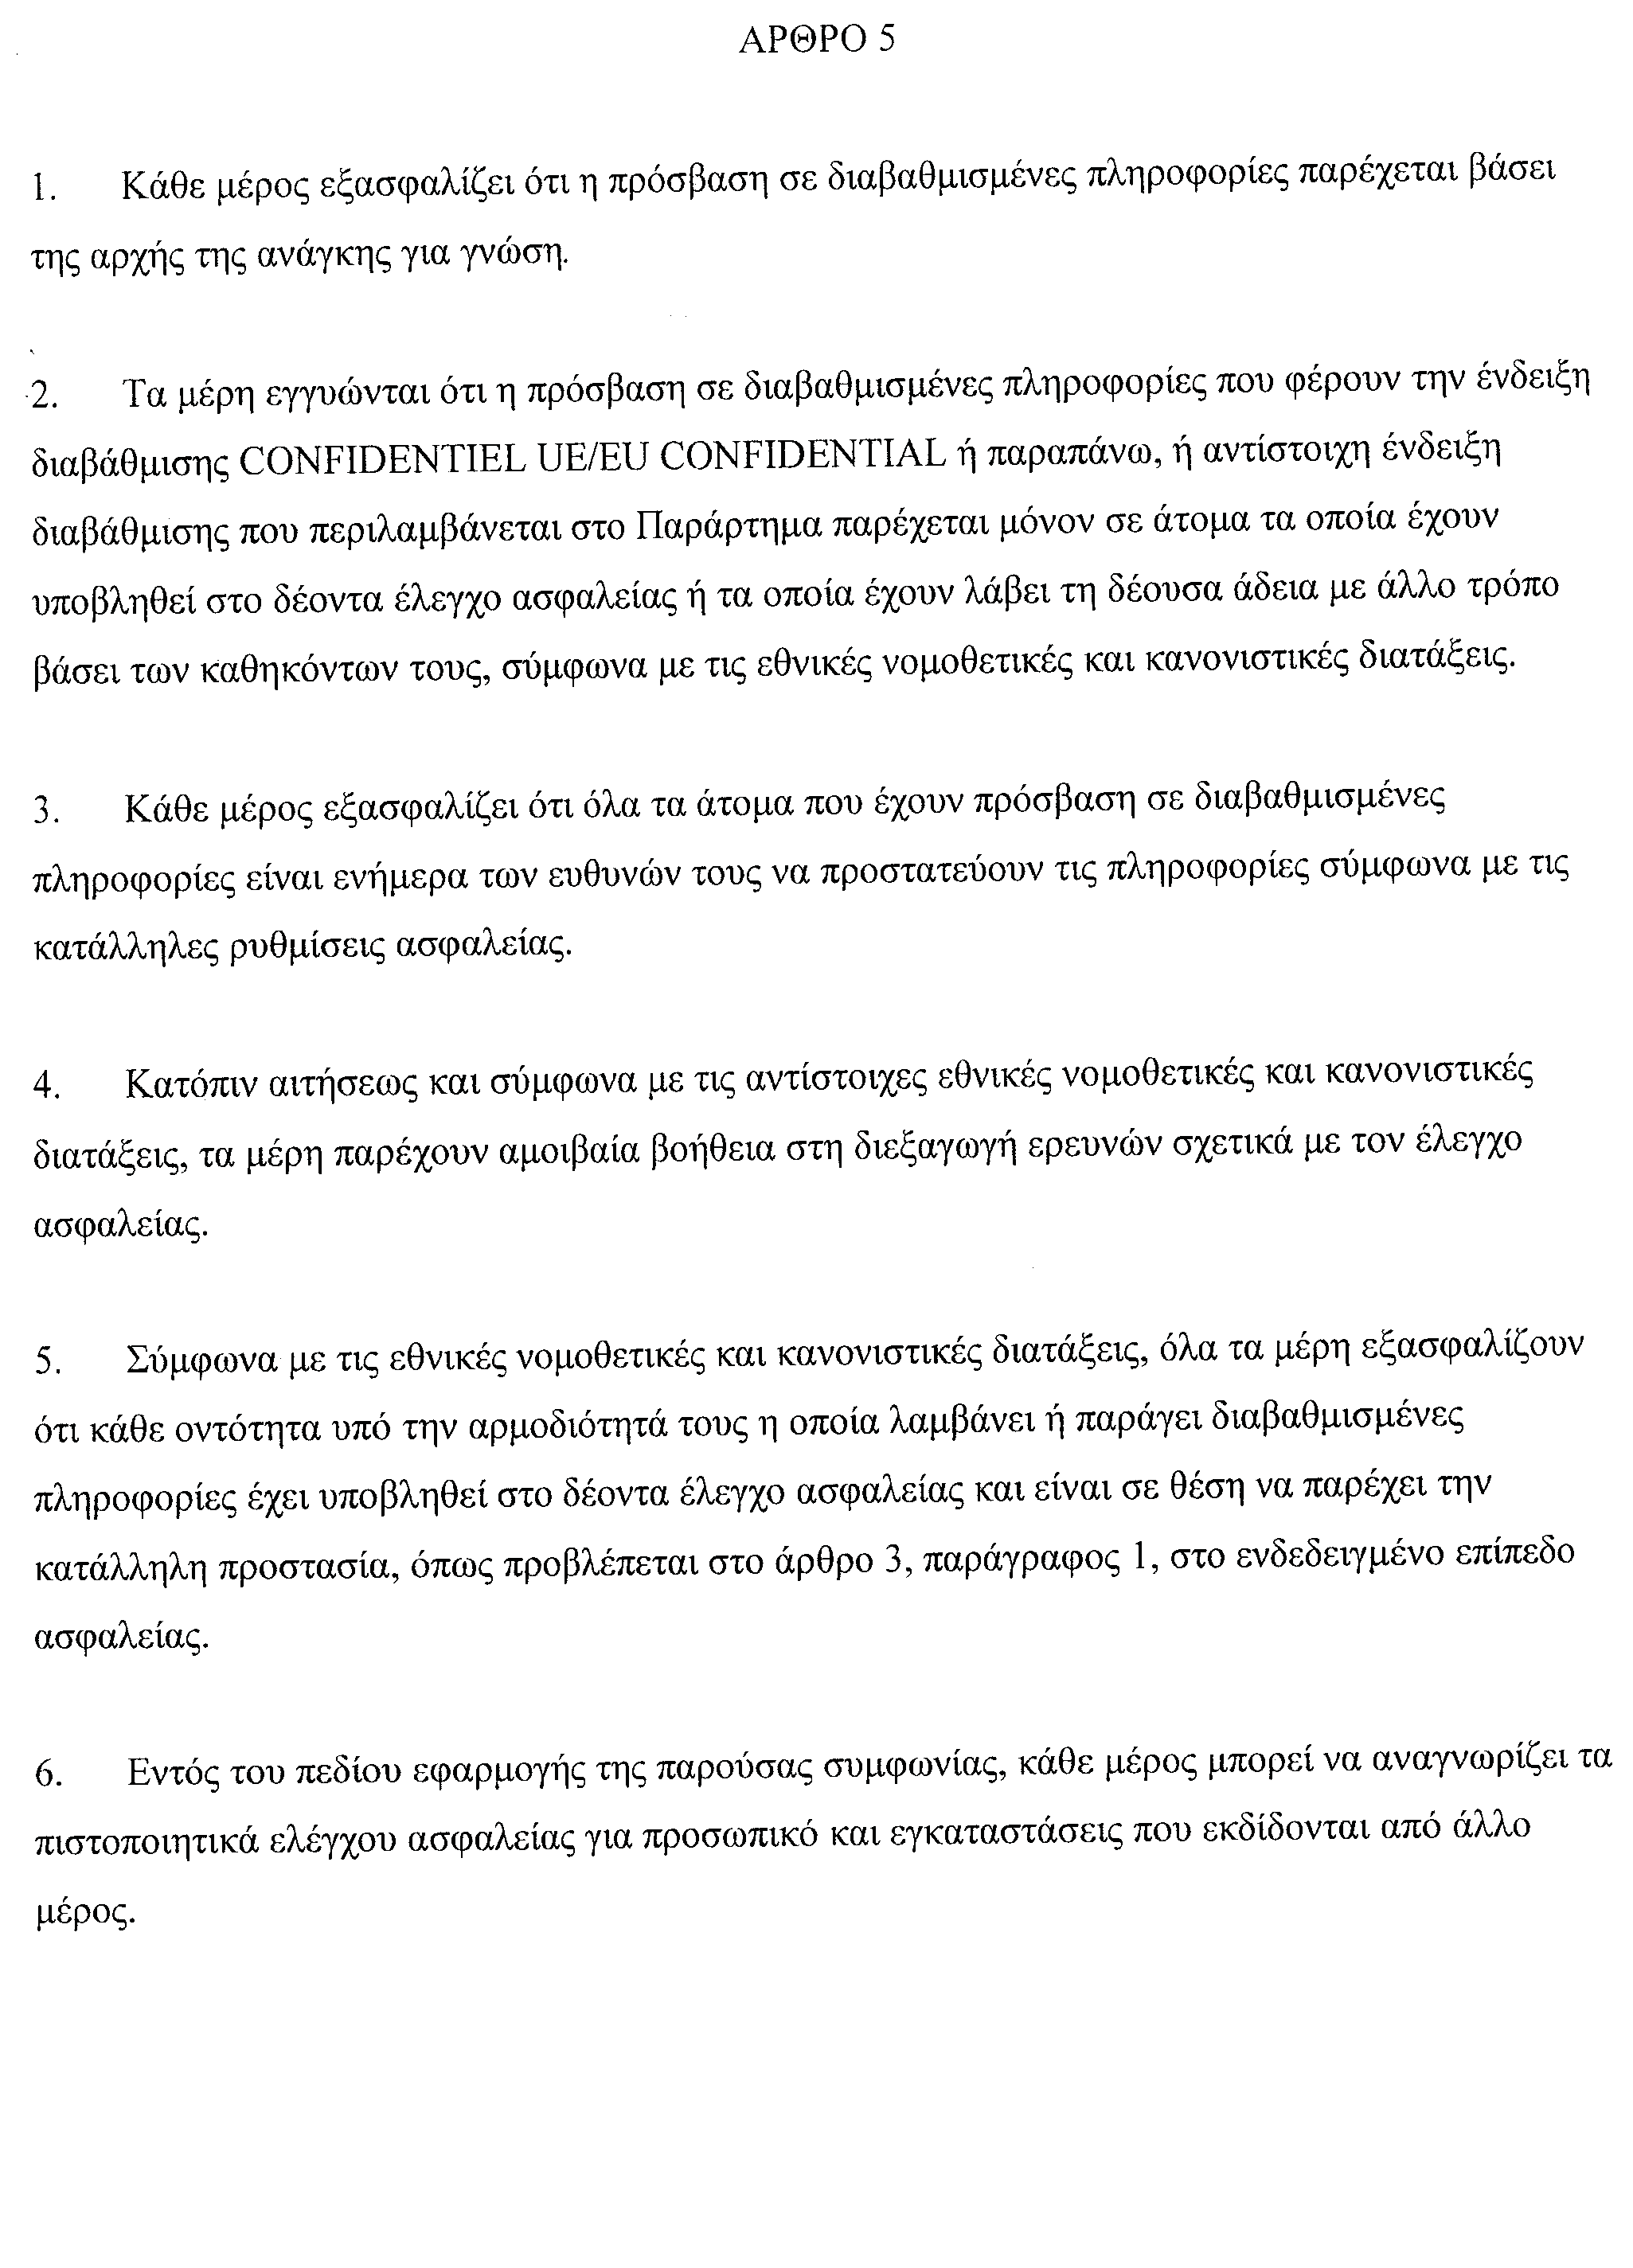 ΑΡΘΡΟ 5
1. Κάθε μέρος εξασφαλίζει ότι η πρόσβαση σε διαβαθμισμένες πληροφορίες παρέχεται βάσει
της αρχής της ανάγκης για γνώση.
2. Τα μέρη εγγυώνται ότι η πρόσβαση σε διαβαθμισμένες πληροφορίες που φέρουν την ένδειξη
διαβάθμισης CONFIDENTIEL UE/EU CONFIDENTIAL ή παραπάνω, ή αντίστοιχη ένδειξη
διαβάθμισης που περιλαμβάνεται στο Παράρτημα παρέχεται μόνον σε άτομα τα οποία έχουν
υποβληθεί στο δέοντα έλεγχο ασφαλείας ή τα οποία έχουν λάβει τη δέουσα άδεια με άλλο τρόπο
βάσει των καθηκόντων τους, σύμφωνα με τις εθνικές νομοθετικές και κανονιστικές διατάξεις.
3. Κάθε μέρος εξασφαλίζει ότι όλα τα άτομα που έχουν πρόσβαση σε διαβαθμισμένες
πληροφορίες είναι ενήμερα των ευθυνών τους να προστατεύουν τις πληροφορίες σύμφωνα με τις
κατάλληλες ρυθμίσεις ασφαλείας.
4. Κατόπιν αιτήσεως και σύμφωνα με τις αντίστοιχες εθνικές νομοθετικές και κανονιστικές
διατάξεις, τα μέρη παρέχουν αμοιβαία βοήθεια στη διεξαγωγή ερευνών σχετικά με τον έλεγχο
ασφαλείας.
5. Σύμφωνα με τις εθνικές νομοθετικές και κανονιστικές διατάξεις, όλα τα μέρη εξασφαλίζουν
ότι κάθε οντότητα υπό την αρμοδιότητά τους η οποία λαμβάνει ή παράγει διαβαθμισμένες
πληροφορίες έχει υποβληθεί στο δέοντα έλεγχο ασφαλείας και είναι σε θέση να παρέχει την
κατάλληλη προστασία, όπως προβλέπεται στο άρθρο 3, παράγραφος 1, στο ενδεδειγμένο επίπεδο
ασφαλείας.
6. Εντός του πεδίου εφαρμογής της παρούσας συμφωνίας, κάθε μέρος μπορεί να αναγνωρίζει τα
πιστοποιητικά ελέγχου ασφαλείας για προσωπικό και εγκαταστάσεις που εκδίδονται από άλλο
μέρος.